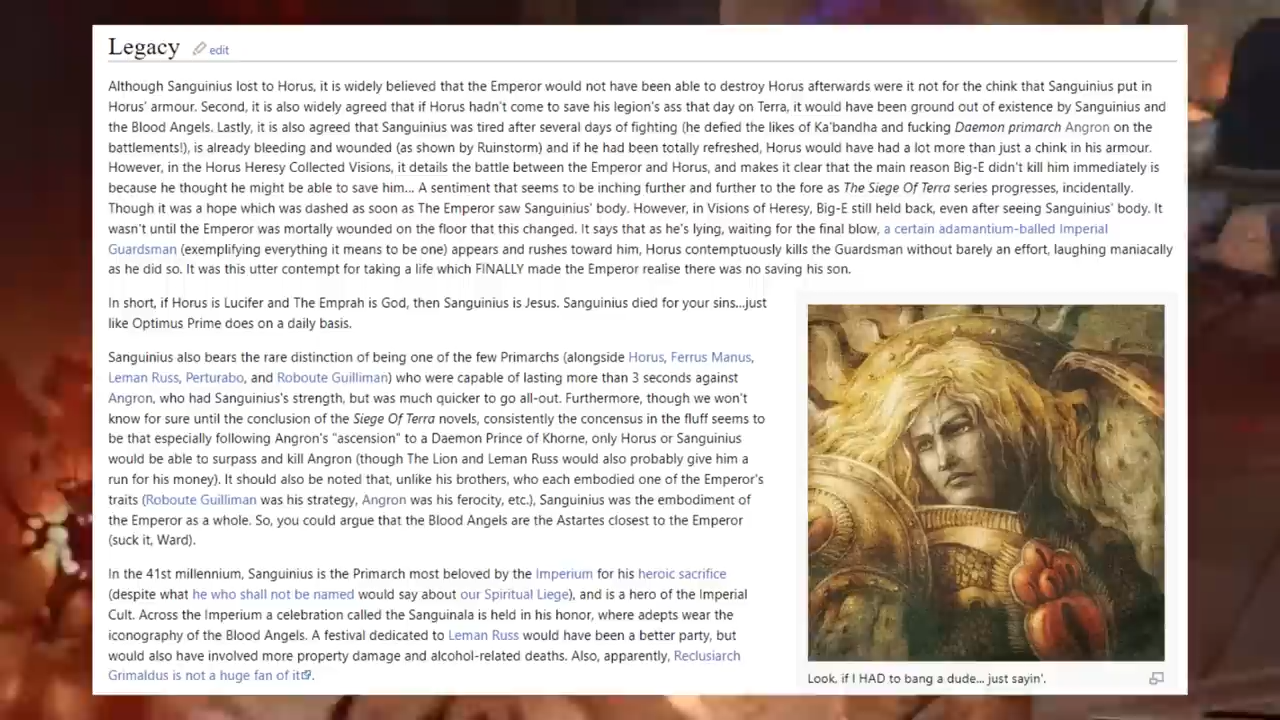 Legacy edit
Although Sanguinius lost to Horus, it is widely believed that the Emperor would not have been able to destroy Horus afterwards were it not for the chink that Sanguinius put in
Horus' armour. Second, it is also widely agreed that if Horus hadn't come to save his legion's ass that day on Terra, it would have been ground out of existence by Sanguinius and
the Blood Angels. Lastly, it is also agreed that Sanguinius was tired after several days of fighting (he defied the likes of Ka'bandha and fucking Daemon primarch Angron on the
battlements!), is already bleeding and wounded (as shown by Ruinstorm) and if he had been totally refreshed, Horus would have had a lot more than just a chink in his armour.
However, in the Horus Heresy Collected Visions, it details the battle between the Emperor and Horus, and makes it clear that the main reason Big-E didn't kill him immediately is
because he thought he might be able to save him... A sentiment that seems to be inching further and further to the fore as The Siege Of Terra series progresses, incidentally.
Though it was a hope which was dashed as soon as The Emperor saw Sanguinius' body. However, in Visions of Heresy, Big-E still held back, even after seeing Sanguinius' body. It
wasn't until the Emperor was mortally wounded on the floor that this changed. It says that as he's lying, waiting for the final blow, a certain adamantium-balled Imperial
Guardsman (exemplifying everything it means to be one) appears and rushes toward him, Horus contemptuously kills the Guardsman without barely an effort, laughing maniacally
as he did so. It was this utter contempt for taking a life which FINALLY made the Emperor realise there was no saving his son.
In short, if Horus is Lucifer and The Emprah is God, then Sanguinius is Jesus. Sanguinius died for your sins...just
like Optimus Prime does on a daily basis.
Sanguinius also bears the rare distinction of being one of the few Primarchs (alongside Horus, Ferrus Manus,
Leman Russ, Perturabo, and Roboute Guilliman) who were capable of lasting more than 3 seconds against
Angron, who had Sanguinius's strength, but was much quicker to go all-out. Furthermore, though we won't
know for sure until the conclusion of the Siege Of Terra novels, consistently the concensus in the fluff seems to
be that especially following Angron's "ascension" to a Daemon Prince of Khorne, only Horus or Sanguinius
would be able to surpass and kill Angron (though The Lion and Leman Russ would also probably give him a
run for his money). It should also be noted that, unlike his brothers, who each embodied one of the Emperor's
traits (Roboute Guilliman was his strategy, Angron was his ferocity, etc.), Sanguinius was the embodiment of
the Emperor as a whole. So, you could argue that the Blood Angels are the Astartes closest to the Emperor
(suck it, Ward).
In the 41st millennium, Sanguinius is the Primarch most beloved by the Imperium for his heroic sacrifice
(despite what he who shall not be named would say about our Spiritual Liege), and is a hero of the Imperial
Cult. Across the Imperium a celebration called the Sanguinala is held in his honor, where adepts wear the
iconography of the Blood Angels. A festival dedicated to Leman Russ would have been a better party, but
would also have involved more property damage and alcohol-related deaths. Also, apparently, Reclusiarch
Grimaldus is not a huge fan of it.
Look, if I HAD to bang a dude... just sayin'.